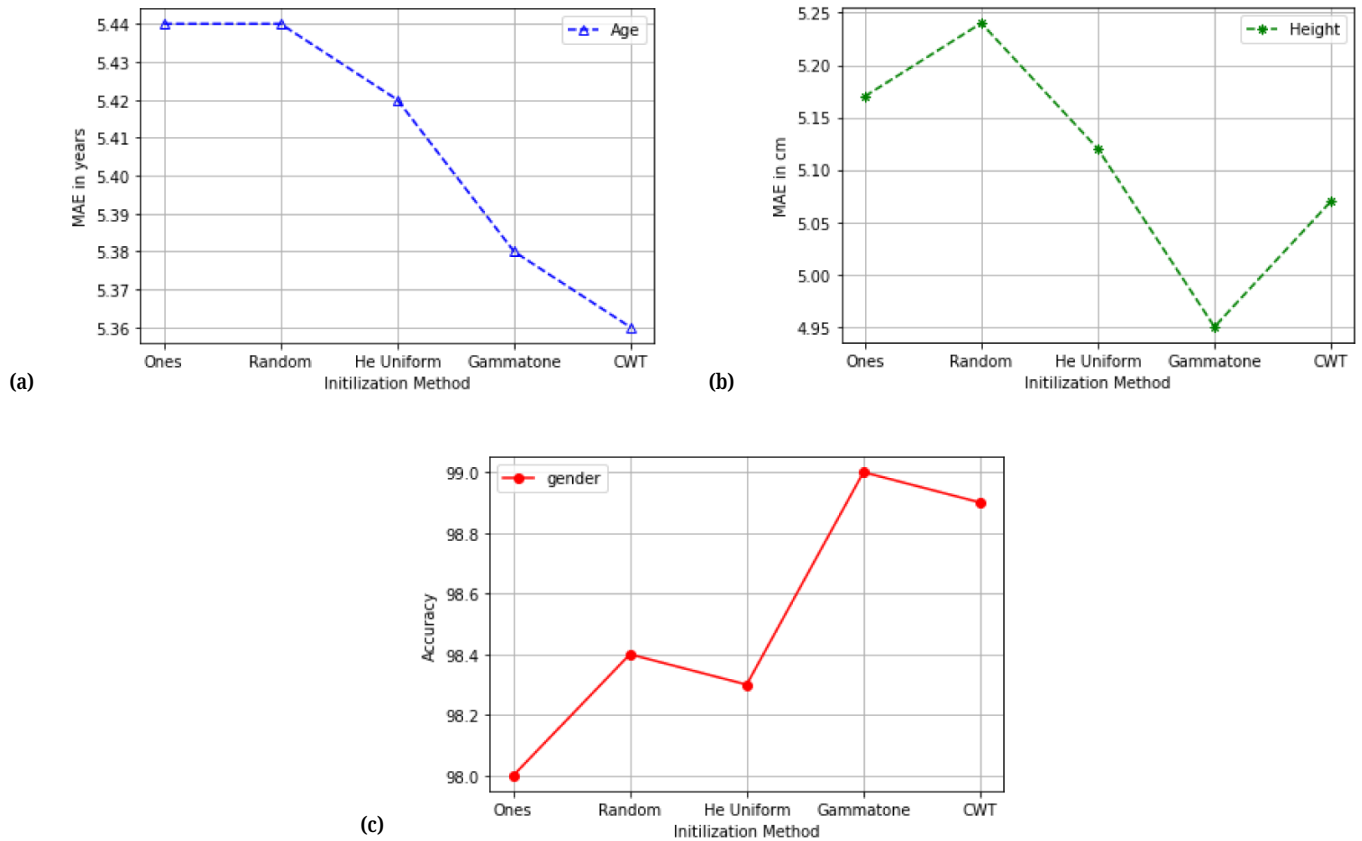 5.44
5.43
5.42
5.41
5.40
5.39
5.38
5.37
5.36
MAE in years
Age
Ones Random He Uniform Gammatone CWT
Initilization Method
(a)
5.25
5.20
5.15
5.10
5.05
5.00
4.95
MAE in cm
Height
Ones Random He Uniform Gammatone CWT
Initilization Method
(b)
99.0
98.8
98.6
98.4
98.2
98.0
Accuracy
gender
Ones Random He Uniform Gammatone CWT
Initilization Method
(c)